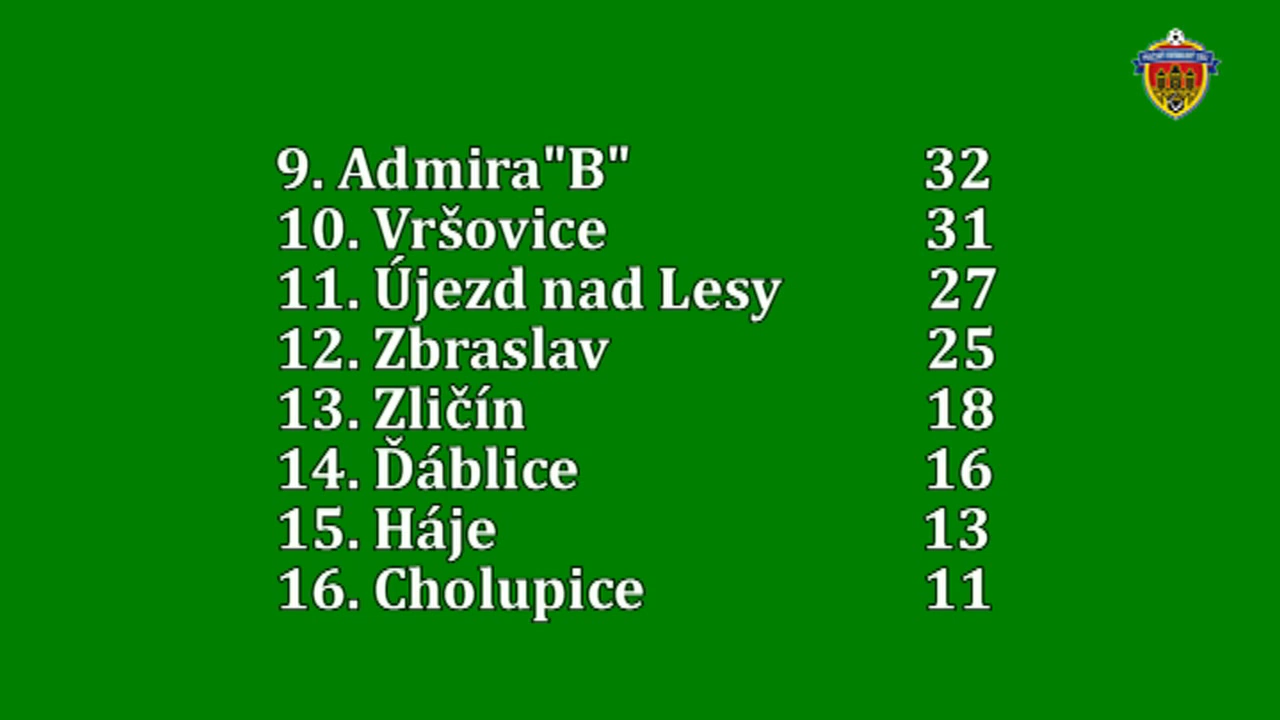 9. Admira"B" 32
10. Vršovice 31
11. Újezd nad Lesy 27
12. Zbraslav 25
13. Zličín 18
14. Ďáblice 16
15. Háje 13
16. Cholupice 11